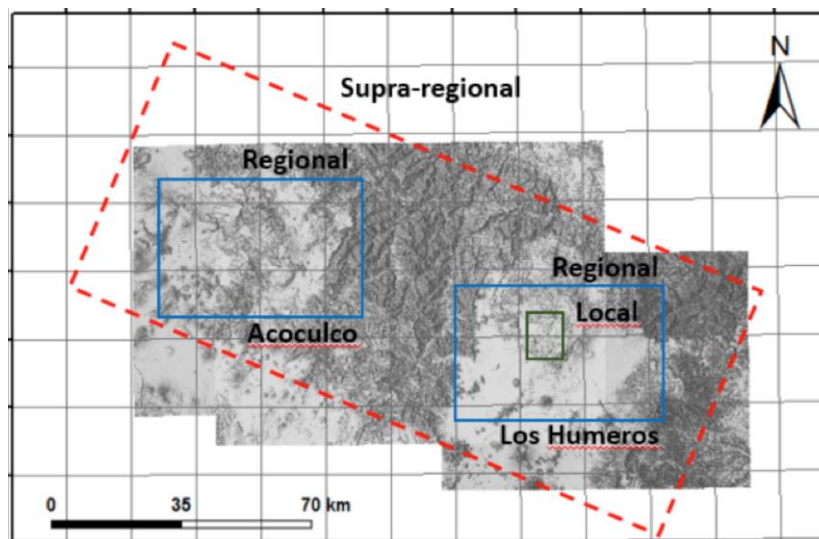 N
Supra-regional
Regional
Acoculco
Regional
Local
Los Humeros
0 35 70 km